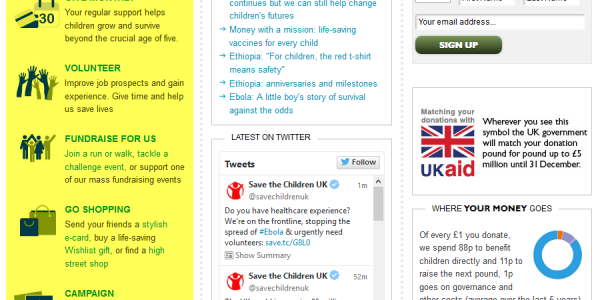 30
Your regular support helps
children grow and survive
beyond the crucial age of five.
VOLUNTEER
Improve job prospects and gain
experience. Give time and help
us save lives
FUNDRAISE FOR US
Join a run or walk, tackle a
challenge event, or support one
of our mass fundraising events
GO SHOPPING
Send your friends a stylish
e-card, buy a life-saving
Wishlist gift, or find a high
street shop
CAMPAIGN
continues but we can still help change
children's futures
Money with a mission: life-saving
vaccines for every child
Ethiopia: "For children, the red t-shirt
means safety"
Ethiopia: anniversaries and milestones
Ebola: A little boy's story of survival
against the odds
LATEST ON TWITTER
Tweets
Follow
Save the Children UK 1m
@savechildrenuk
Do you have healthcare experience?
We're on the frontline, stopping the
spread of #Ebola & urgently need
volunteers: save.tc/G8L0
Show Summary
Save the Children UK 52m
@savechildrenuk
Your email address...
SIGN UP
Matching your
donations with
UKaid
Wherever you see this
symbol the UK government
will match your donation
pound for pound up to £5
million until 31 December.
WHERE YOUR MONEY GOES
Of every £1 you donate,
we spend 88p to benefit
children directly and 11p to
raise the next pound, 1p
goes on governance and
other costs (average over the last 5 years)